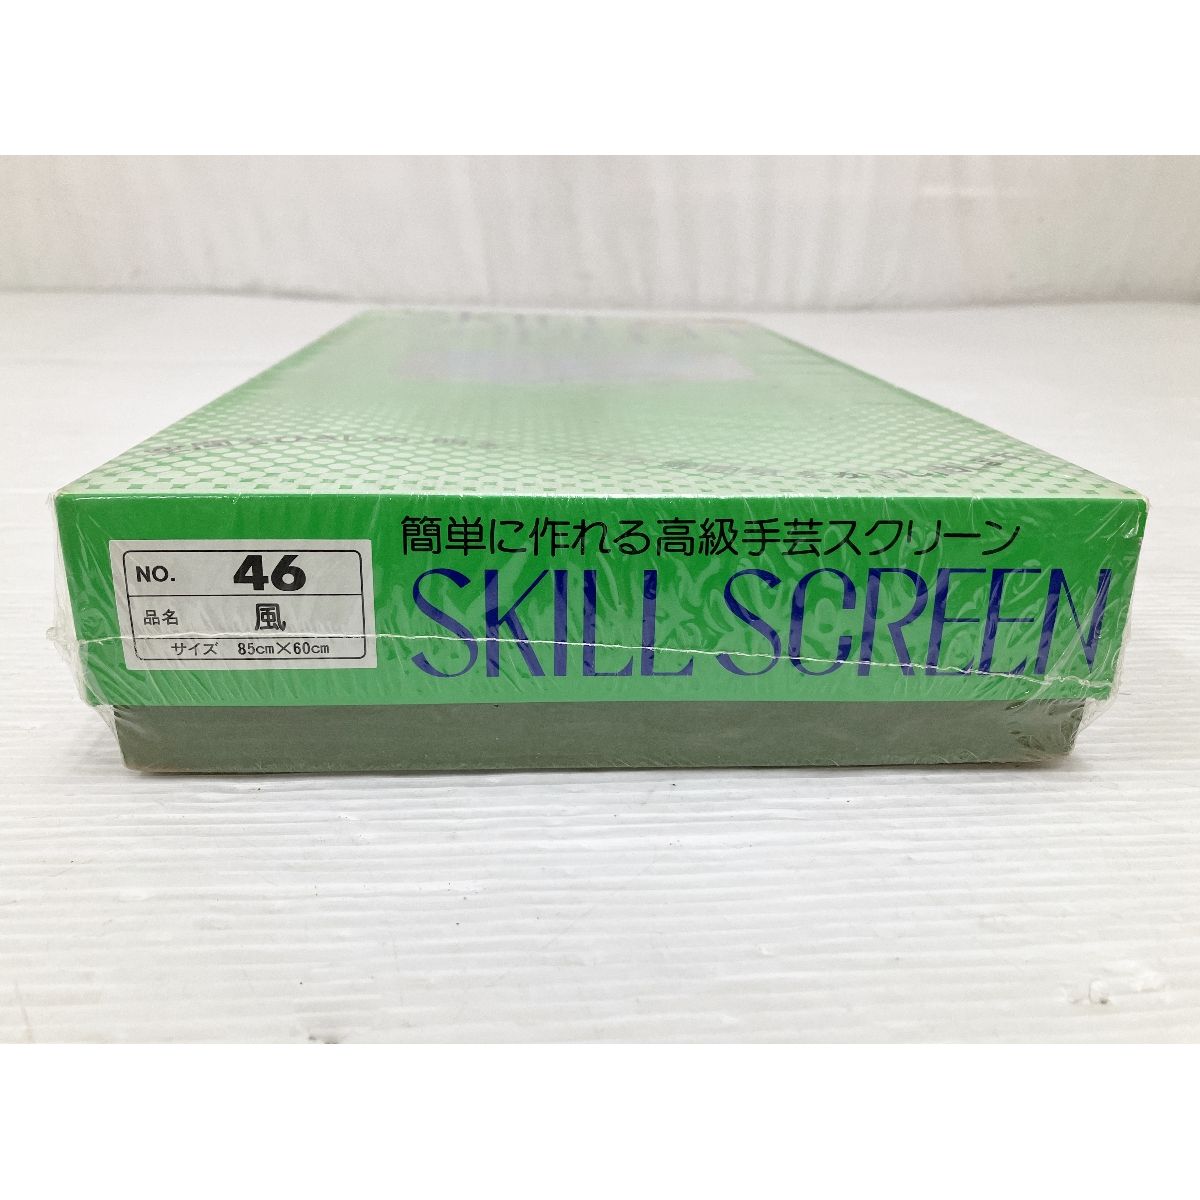 簡単に作れる高級手芸スクリーン
SKILL SCREEN
NO. 46
品名 風
サイズ 85cm×60cm